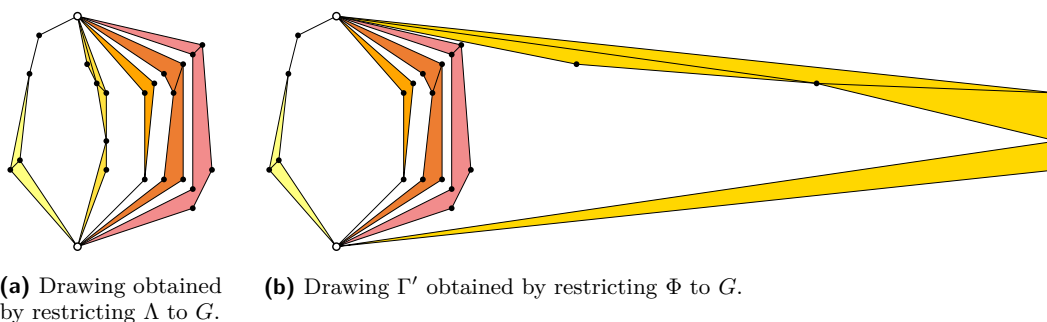 (a) Drawing obtained
by restricting Λ to G.
(b) Drawing Γ′ obtained by restricting Φ to G.